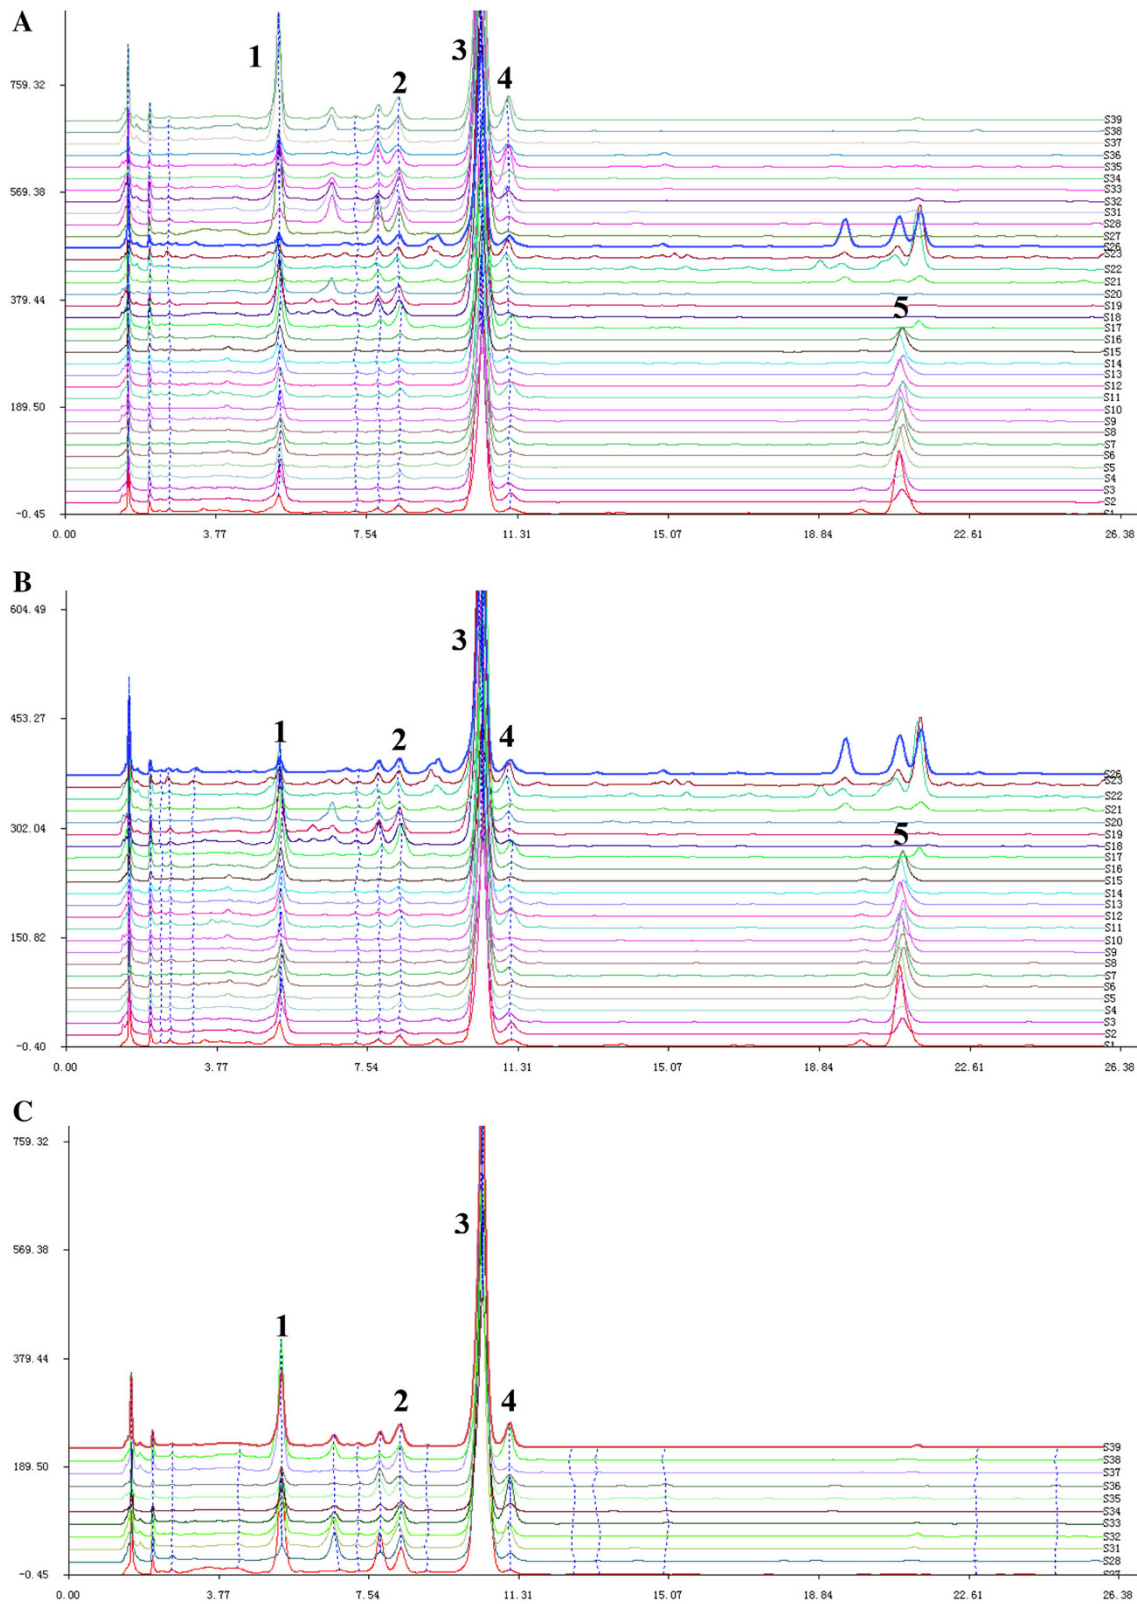 A
1
2
3
4
759.32
S39
S38
S37
S36
S35
S34
569.38
S33
S32
S31
S28
S27
S26
S23
S22
S21
S20
379.44
S19
S18
5
S17
S16
S15
S14
S13
S12
S11
189.50
S10
S9
S8
S7
S6
S5
S4
S3
S2
-0.45
S1
0.00 3.77 7.54 11.31 15.07 18.84 22.61 26.38
B
604.49
3
453.27
1
2
4
S26
S23
S22
S21
S20
302.04
S19
5
S18
S17
S16
S15
S14
S13
S12
S11
150.82
S10
S9
S8
S7
S6
S5
S4
S3
S2
-0.40
S1
0.00 3.77 7.54 11.31 15.07 18.84 22.61 26.38
C
759.32
569.38
3
1
379.44
2
4
S39
S38
189.50
S37
S36
S35
S34
S33
S32
S31
S28
-0.45
S27
0.00 3.77 7.54 11.31 15.07 18.84 22.61 26.38